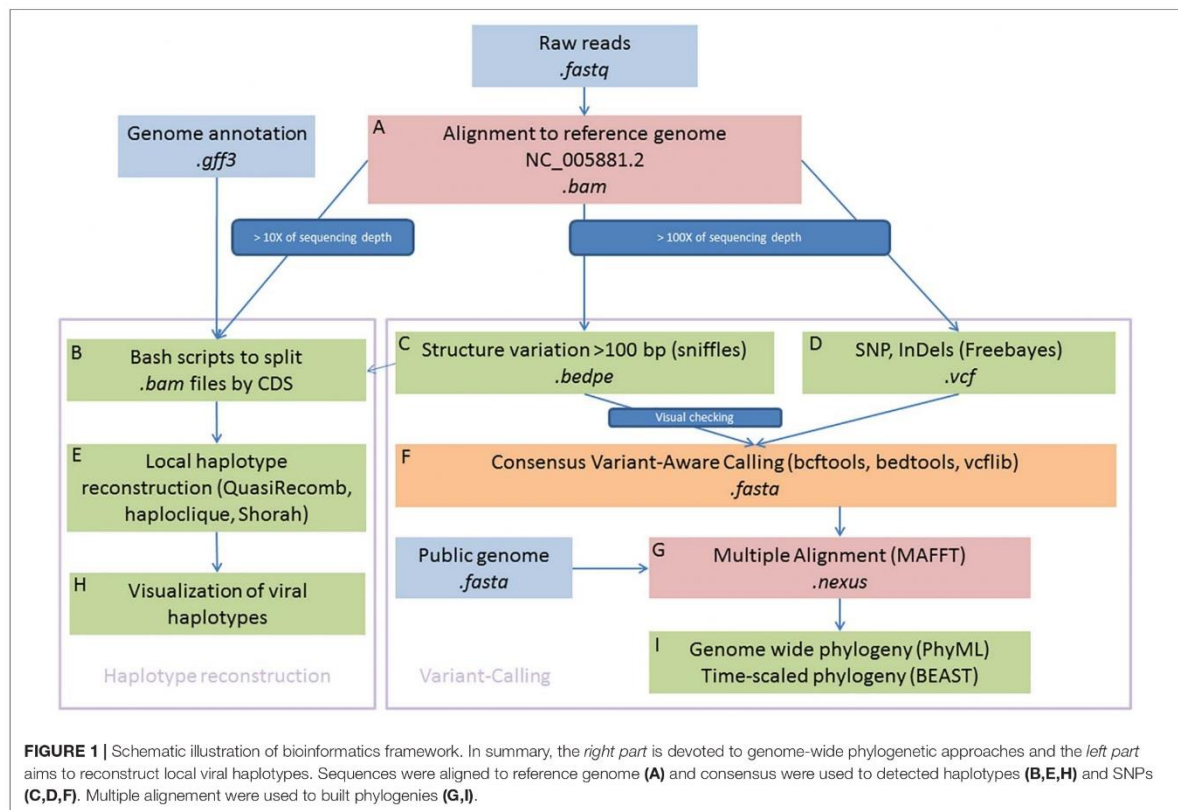 Raw reads
.fastq
Genome annotation
.gff3
A
Alignment to reference genome
NC_005881.2
.bam
> 10X of sequencing depth
> 100X of sequencing depth
B
Bash scripts to split
.bam files by CDS
C
Structure variation >100 bp (sniffles)
.bedpe
D
SNP, InDels (Freebayes)
.vcf
Visual checking
E
Local haplotype
reconstruction (QuasiRecomb,
haploclique, Shorah)
F
Consensus Variant-Aware Calling (bcftools, bedtools, vcflib)
.fasta
Public genome
.fasta
G
Multiple Alignment (MAFFT)
.nexus
H
Visualization of viral
haplotypes
I
Genome wide phylogeny (PhyML)
Time-scaled phylogeny (BEAST)
Haplotype reconstruction
Variant-Calling
FIGURE 1 | Schematic illustration of bioinformatics framework. In summary, the right part is devoted to genome-wide phylogenetic approaches and the left part
aims to reconstruct local viral haplotypes. Sequences were aligned to reference genome (A) and consensus were used to detected haplotypes (B,E,H) and SNPs
(C,D,F). Multiple alignement were used to built phylogenies (G,I).